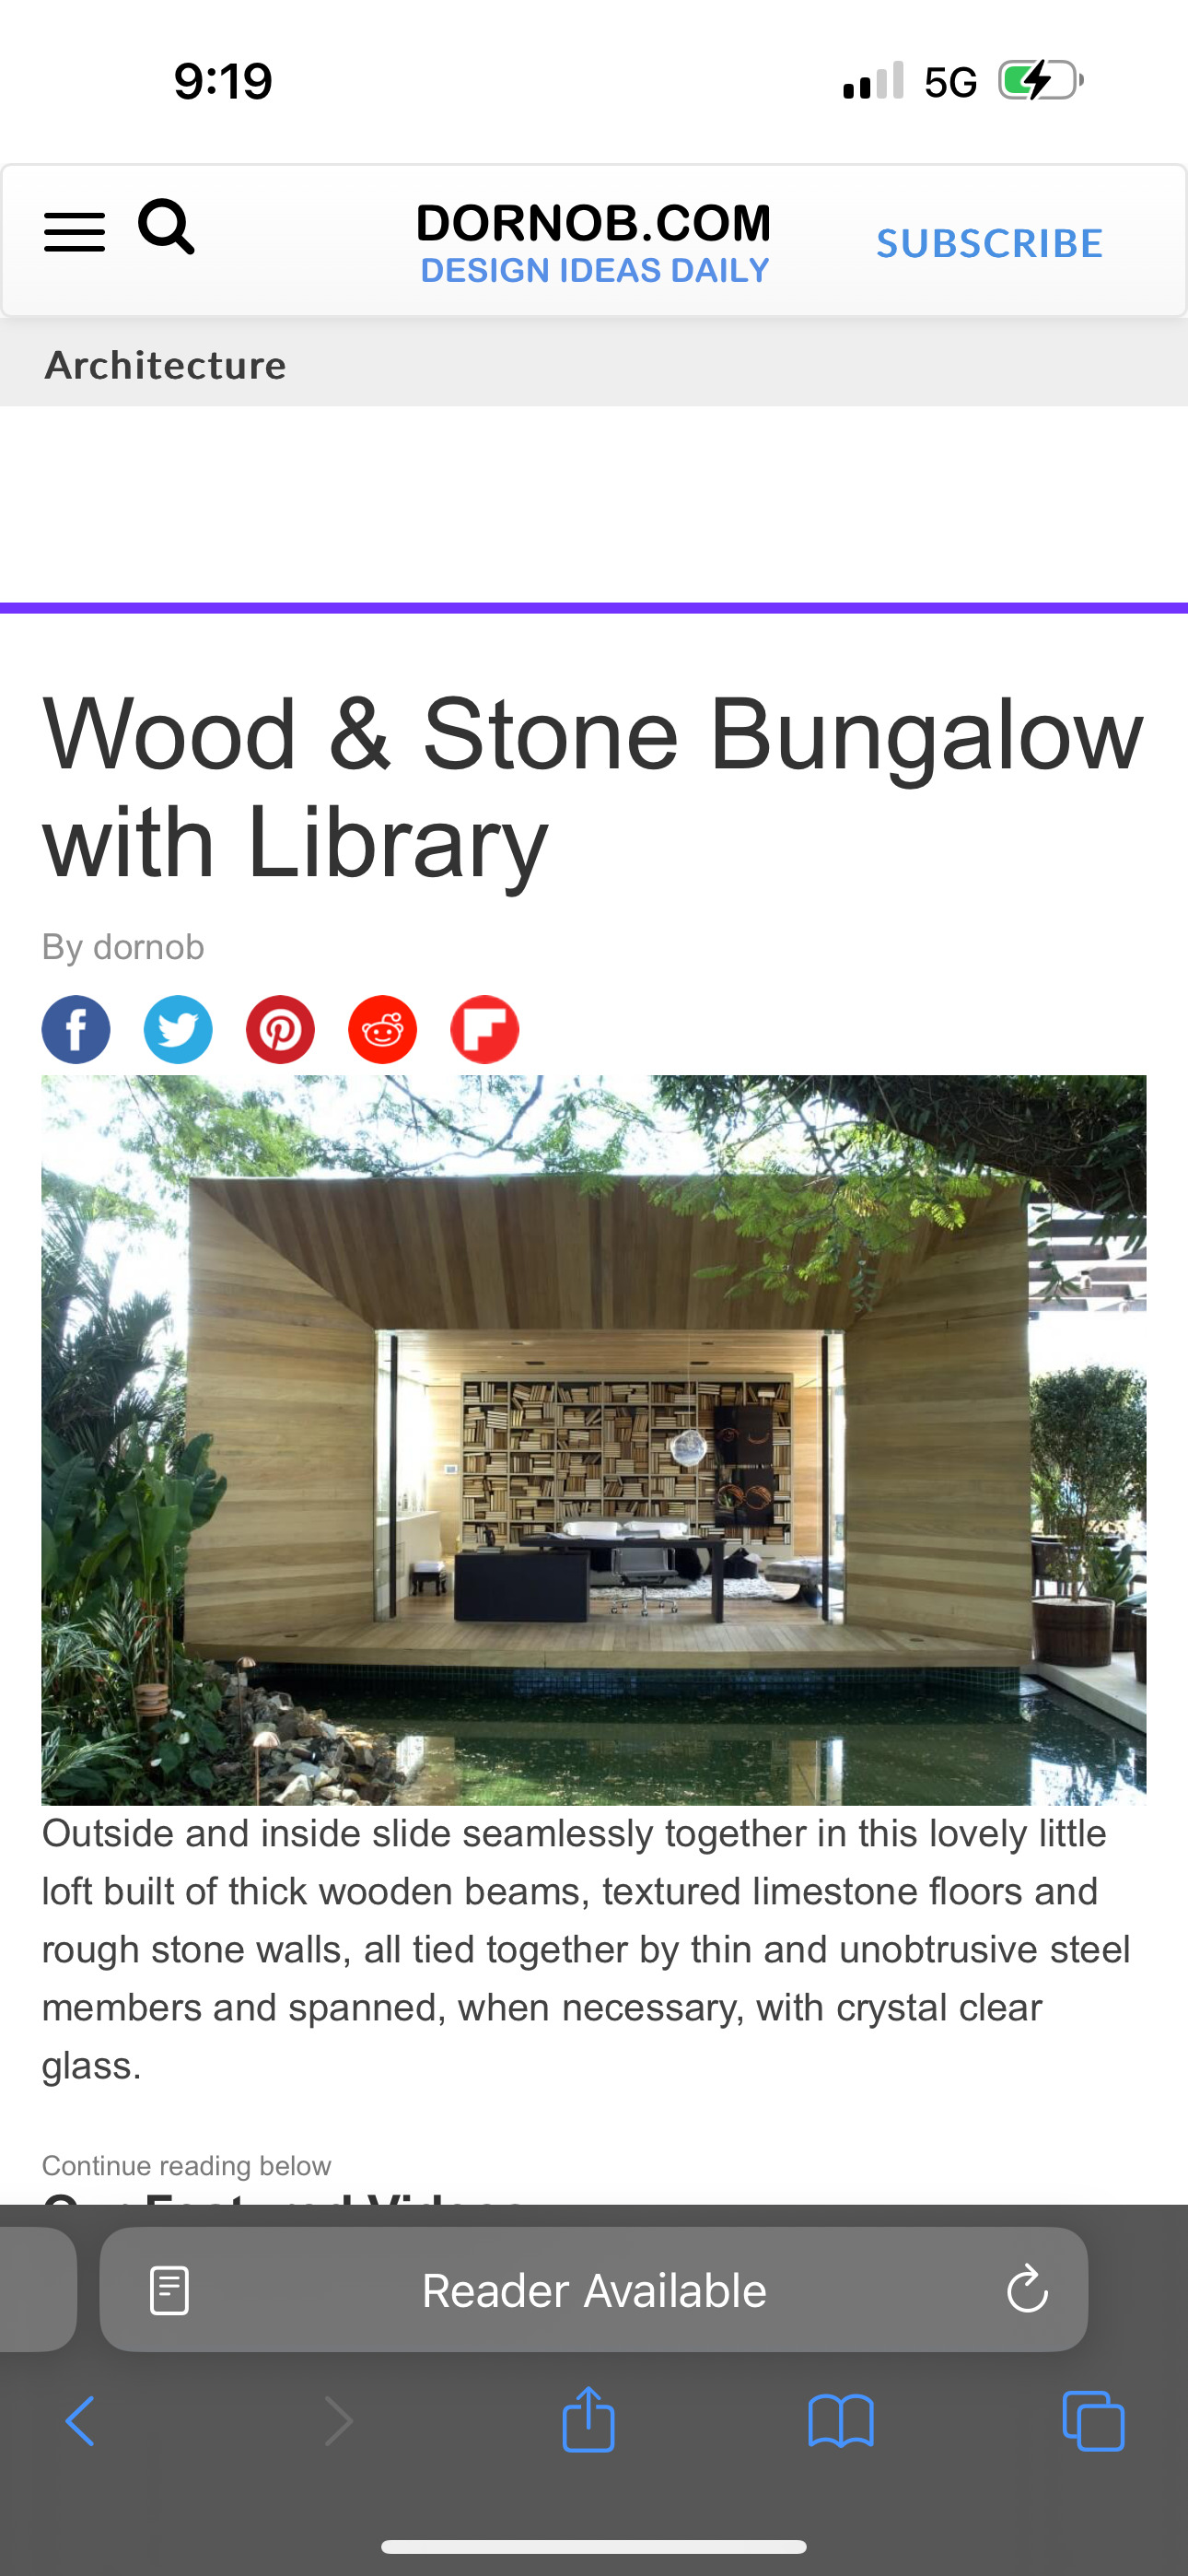 9:19
5G
DORNOB.COM
DESIGN IDEAS DAILY
SUBSCRIBE
Architecture
Wood & Stone Bungalow
with Library
By dornob
Outside and inside slide seamlessly together in this lovely little
loft built of thick wooden beams, textured limestone floors and
rough stone walls, all tied together by thin and unobtrusive steel
members and spanned, when necessary, with crystal clear
glass.
Continue reading below
Our Featured Videos
Reader Available